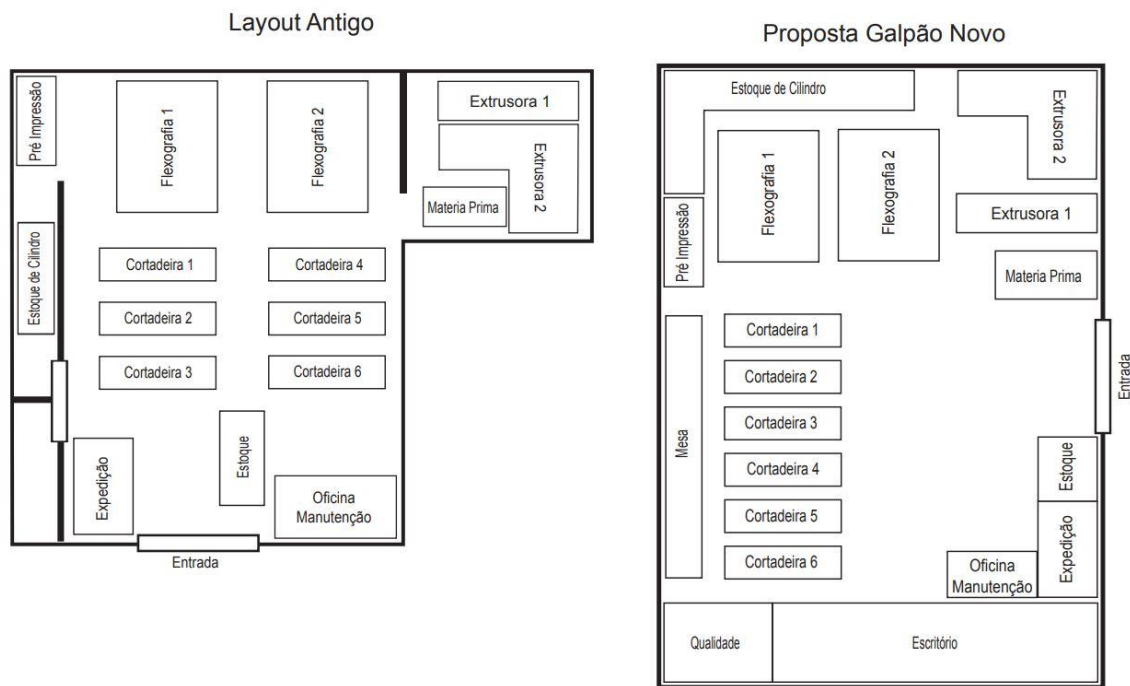 Layout Antigo
Pré Impressão
Flexografia 1
Flexografia 2
Extrusora 1
Extrusora 2
Materia Prima
Estoque de Cilindro
Cortadeira 1
Cortadeira 4
Cortadeira 2
Cortadeira 5
Cortadeira 3
Cortadeira 6
Expedição
Estoque
Oficina
Manutenção
Entrada
Proposta Galpão Novo
Estoque de Cilindro
Extrusora 2
Flexografia 1
Flexografia 2
Pré Impressão
Extrusora 1
Materia Prima
Entrada
Mesa
Cortadeira 1
Cortadeira 2
Cortadeira 3
Cortadeira 4
Cortadeira 5
Cortadeira 6
Estoque
Expedição
Oficina
Manutenção
Qualidade
Escritório